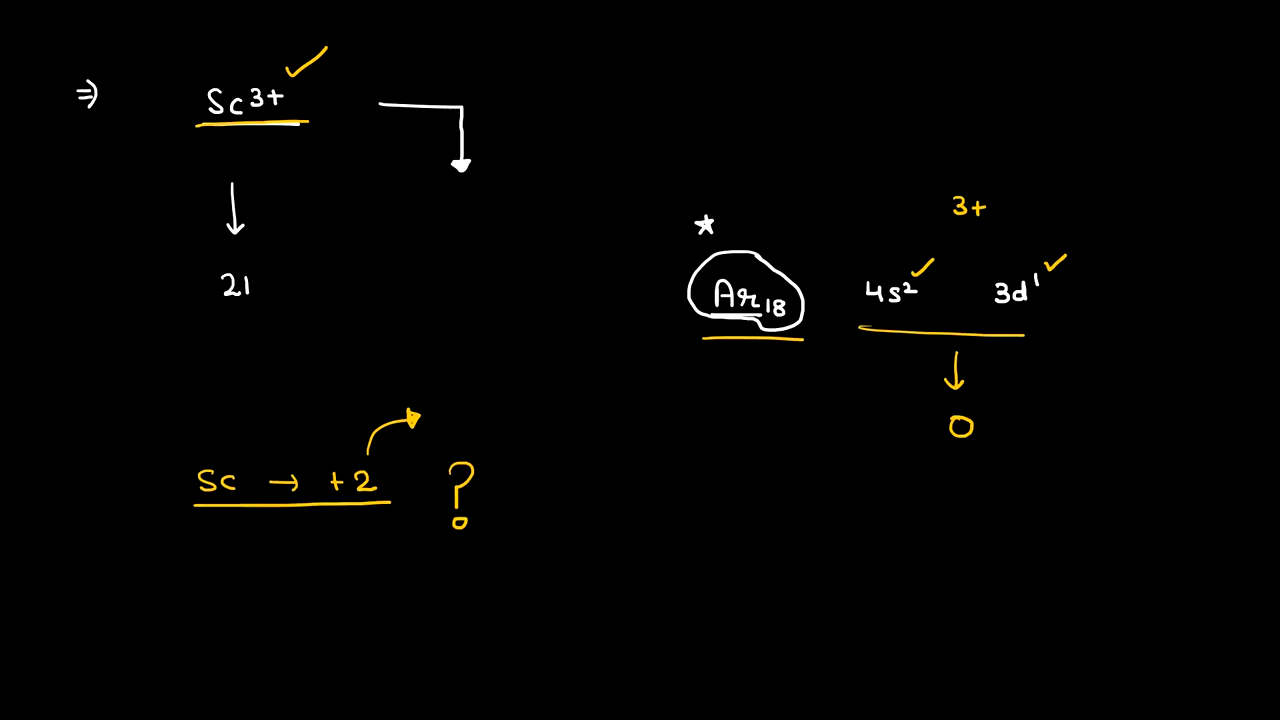 ⇒ Sc³⁺ ✓
21
3+
★
Ar₁₈ 4s² ✓ 3d¹ ✓
0
Sc → +2 ?